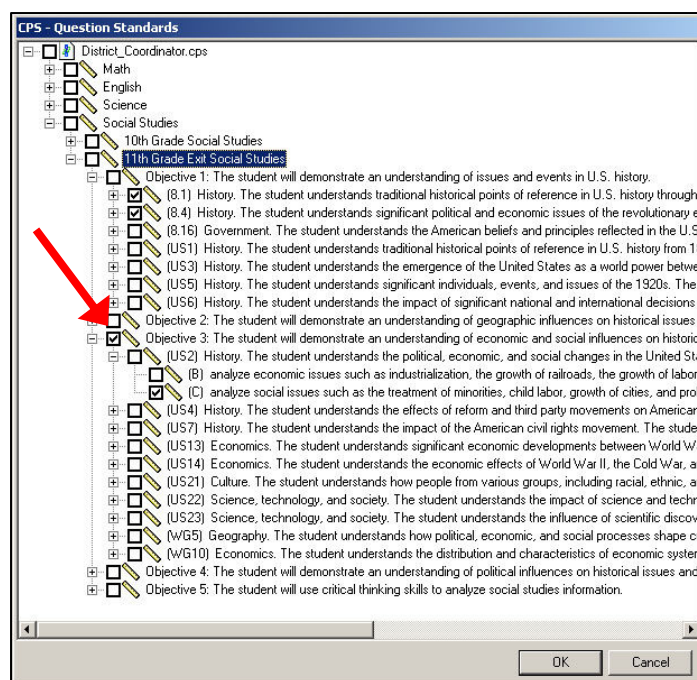 CPS - Question Standards
District_Coordinator.cps
Math
English
Science
Social Studies
10th Grade Social Studies
11th Grade Exit Social Studies
Objective 1: The student will demonstrate an understanding of issues and events in U.S. history.
(8.1) History. The student understands traditional historical points of reference in U.S. history through
(8.4) History. The student understands significant political and economic issues of the revolutionary e
(8.16) Government. The student understands the American beliefs and principles reflected in the U.S
(US1) History. The student understands traditional historical points of reference in U.S. history from 1
(US3) History. The student understands the emergence of the United States as a world power betwe
(US5) History. The student understands significant individuals, events, and issues of the 1920s. The
(US6) History. The student understands the impact of significant national and international decisions
Objective 2: The student will demonstrate an understanding of geographic influences on historical issues
Objective 3: The student will demonstrate an understanding of economic and social influences on historic
(US2) History. The student understands the political, economic, and social changes in the United Sta
(B) analyze economic issues such as industrialization, the growth of railroads, the growth of labor
(C) analyze social issues such as the treatment of minorities, child labor, growth of cities, and pro
(US4) History. The student understands the effects of reform and third party movements on American
(US7) History. The student understands the impact of the American civil rights movement. The stude
(US13) Economics. The student understands significant economic developments between World W
(US14) Economics. The student understands the economic effects of World War II, the Cold War, a
(US21) Culture. The student understands how people from various groups, including racial, ethnic, a
(US22) Science, technology, and society. The student understands the impact of science and techn
(US23) Science, technology, and society. The student understands the influence of scientific discov
(WG5) Geography. The student understands how political, economic, and social processes shape c
(WG10) Economics. The student understands the distribution and characteristics of economic system
Objective 4: The student will demonstrate an understanding of political influences on historical issues and
Objective 5: The student will use critical thinking skills to analyze social studies information.
OK
Cancel